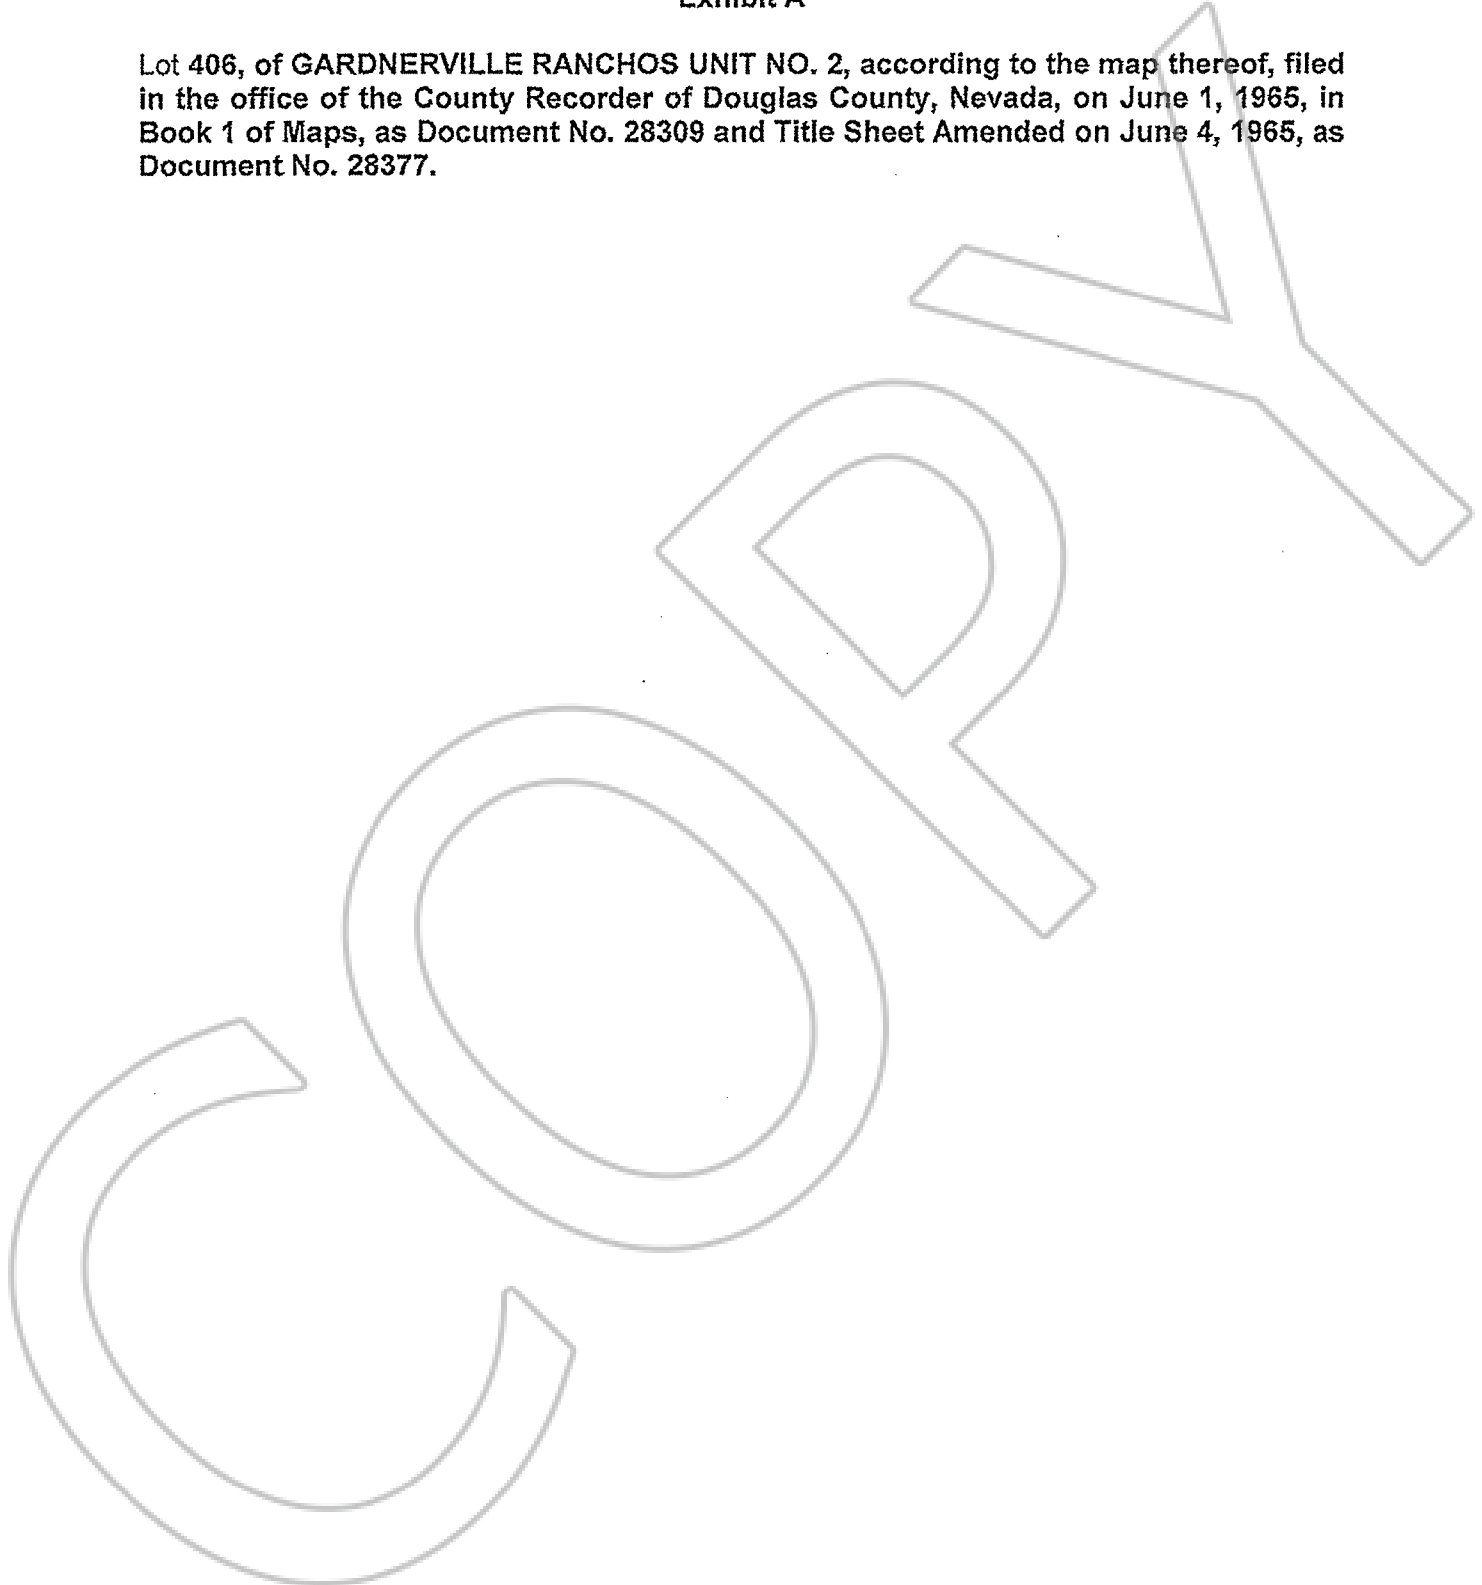 Exhibit A
Lot 406, of GARDNERVILLE RANCHOS UNIT NO. 2, according to the map thereof, filed
in the office of the County Recorder of Douglas County, Nevada, on June 1, 1965, in
Book 1 of Maps, as Document No. 28309 and Title Sheet Amended on June 4, 1965, as
Document No. 28377.
COPY